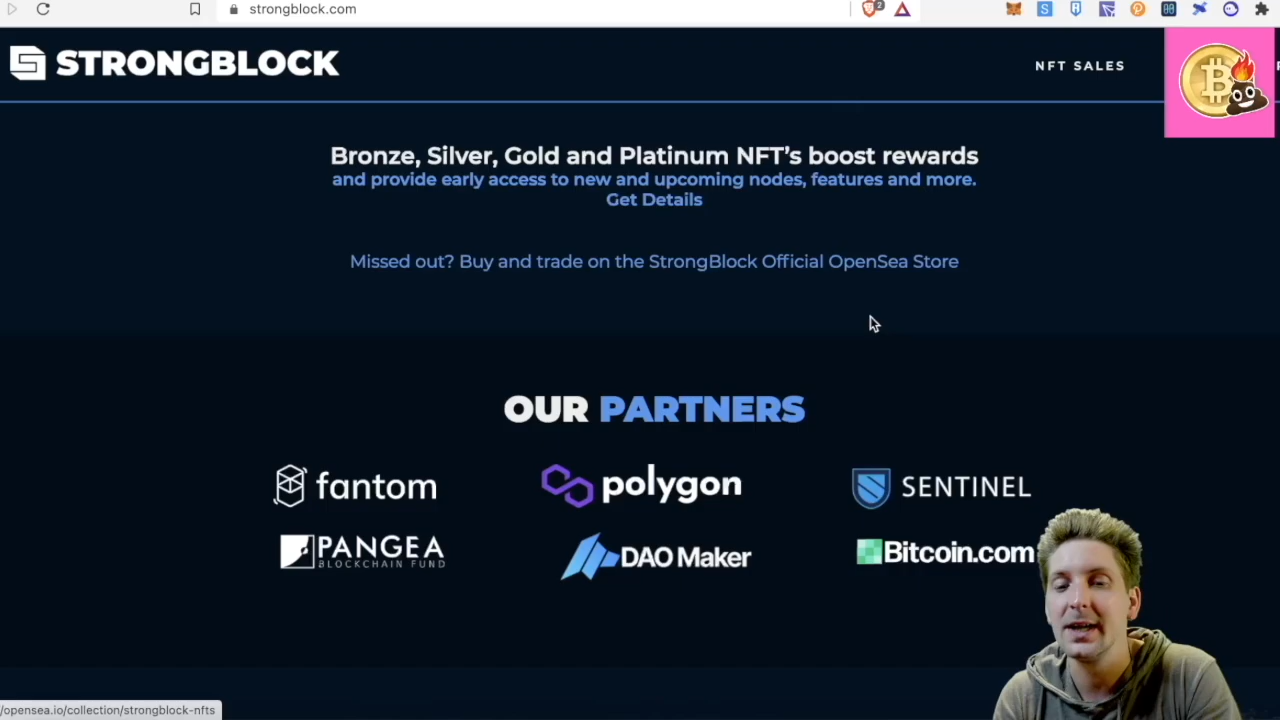 strongblock.com
2
STRONGBLOCK
NFT SALES
Bronze, Silver, Gold and Platinum NFT's boost rewards
and provide early access to new and upcoming nodes, features and more.
Get Details
Missed out? Buy and trade on the StrongBlock Official OpenSea Store
OUR PARTNERS
fantom
polygon
SENTINEL
PANGEA
BLOCKCHAIN FUND
DAO Maker
Bitcoin.com
/opensea.io/collection/strongblock-nfts